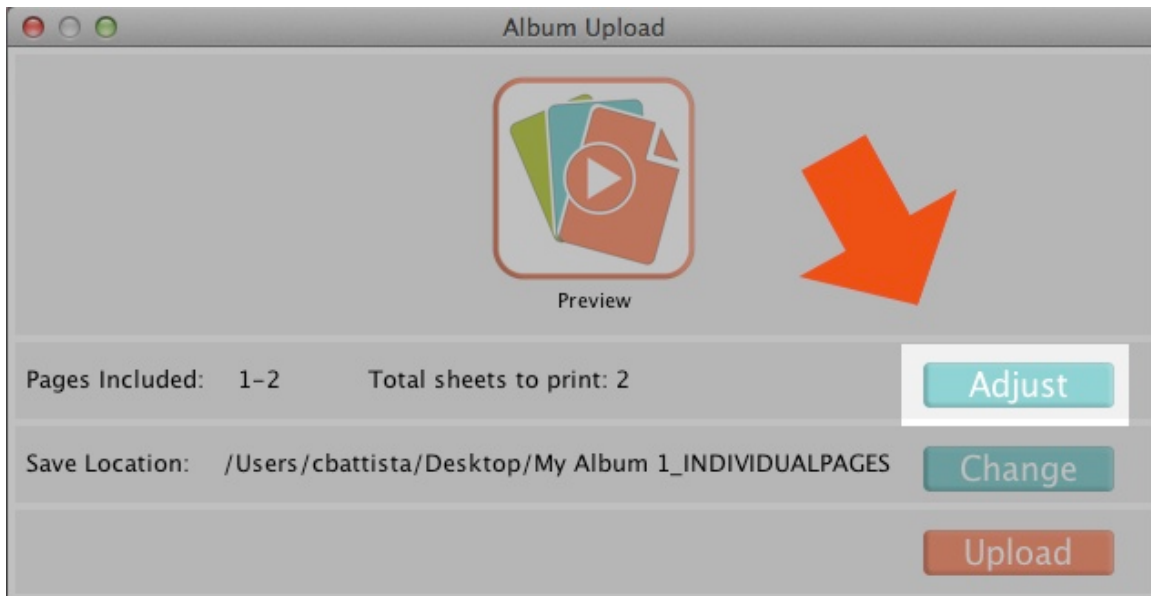 Album Upload
Preview
Pages Included: 1-2 Total sheets to print: 2 Adjust
Save Location: /Users/cbattista/Desktop/My Album 1_INDIVIDUALPAGES Change
Upload